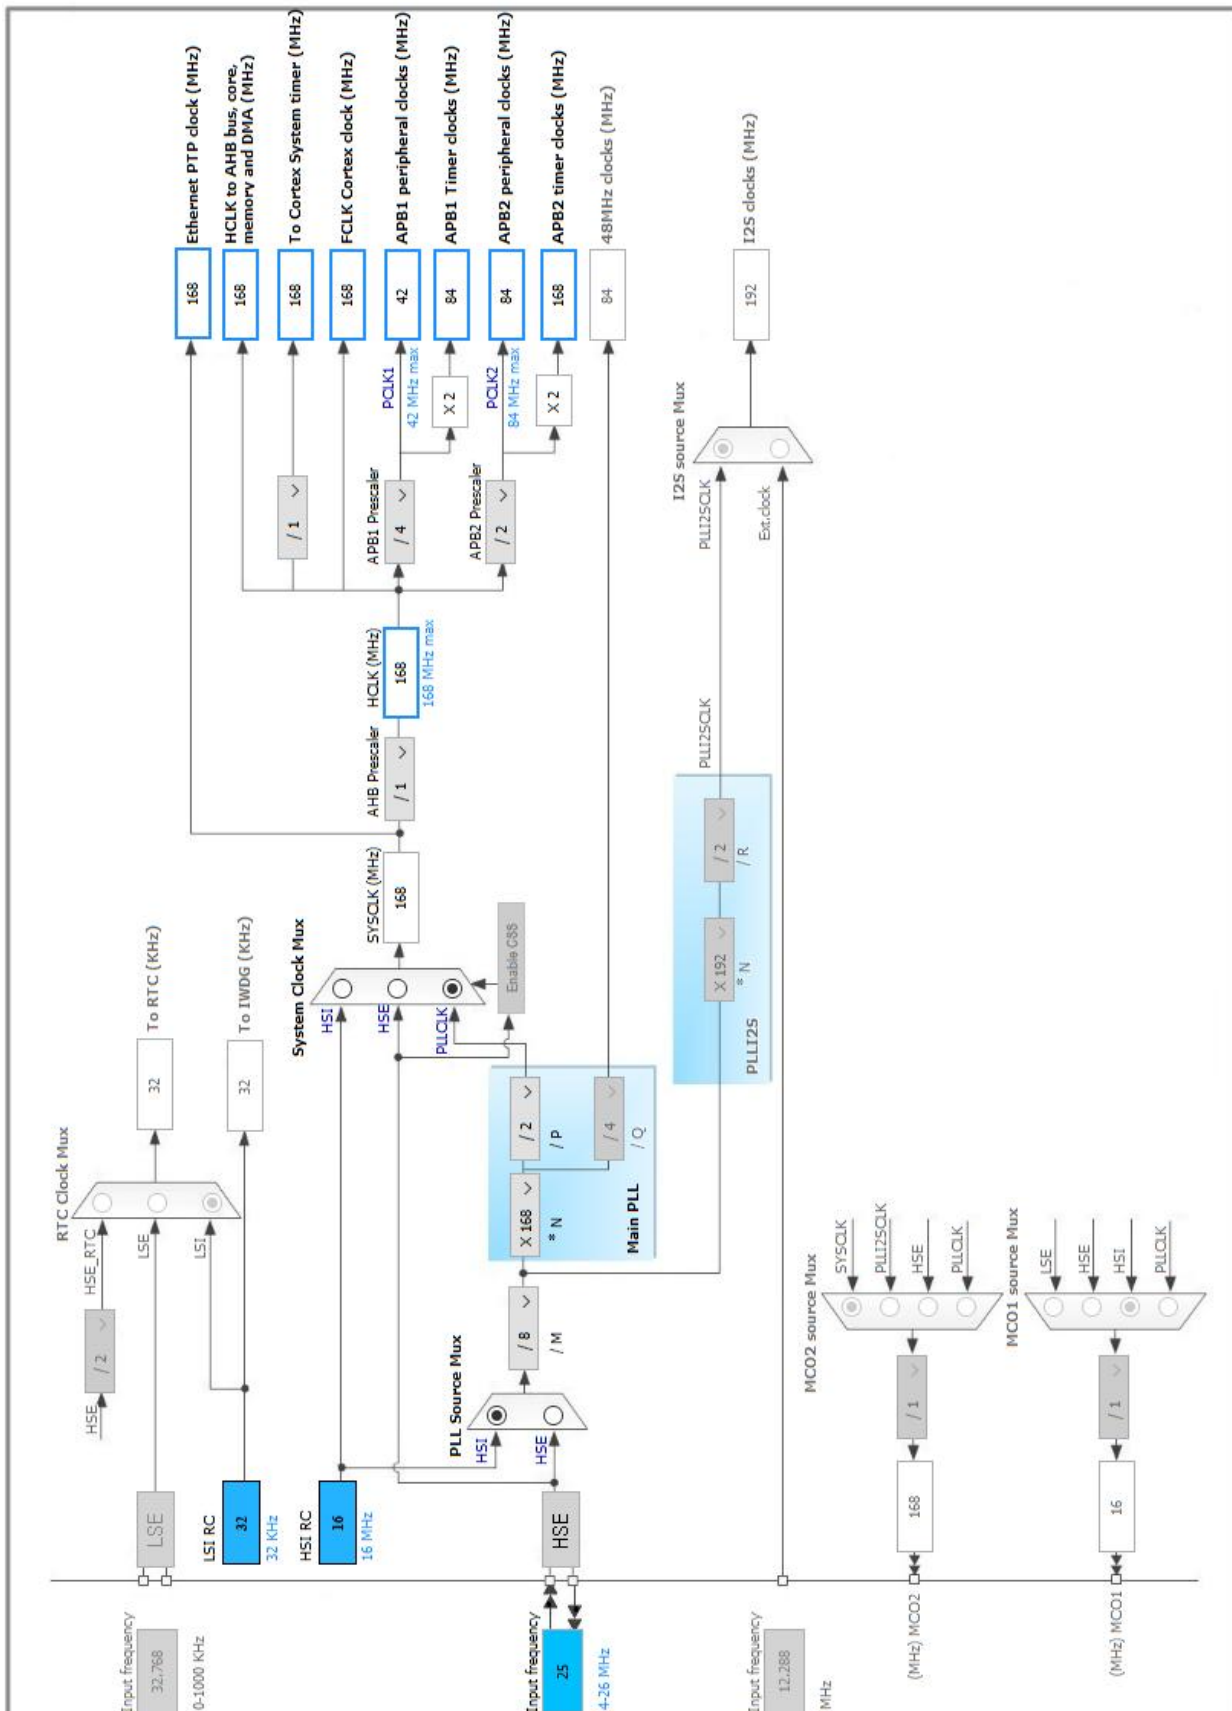 Input frequency
32.768
0-1000 KHz
LSE
HSE
/ 2
HSE_RTC
LSE
LSI
RTC Clock Mux
32
To RTC (KHz)
LSI RC
32
32 KHz
32
To IWDG (KHz)
HSI RC
16
16 MHz
System Clock Mux
HSI
HSE
PLLCLK
Enable CSS
SYSCLK (MHz)
168
AHB Prescaler
/ 1
HCLK (MHz)
168
168 MHz max
168
Ethernet PTP clock (MHz)
168
HCLK to AHB bus, core,
memory and DMA (MHz)
/ 1
168
To Cortex System timer (MHz)
168
FCLK Cortex clock (MHz)
APB1 Prescaler
/ 4
PCLK1
42 MHz max
42
APB1 peripheral clocks (MHz)
X 2
84
APB1 Timer clocks (MHz)
APB2 Prescaler
/ 2
PCLK2
84 MHz max
84
APB2 peripheral clocks (MHz)
X 2
168
APB2 timer clocks (MHz)
84
48MHz clocks (MHz)
PLL Source Mux
HSI
HSE
/ 8
/ M
X 168
* N
/ 2
/ P
/ 4
/ Q
Main PLL
Input frequency
25
4-26 MHz
HSE
PLLI2S
X 192
* N
/ 2
/ R
PLLI2SCLK
PLLI2SCLK
I2S source Mux
Ext.clock
192
I2S clocks (MHz)
Input frequency
12.288
MHz
MCO2 source Mux
SYSCLK
PLLI2SCLK
HSE
PLLCLK
/ 1
168
(MHz) MCO2
MCO1 source Mux
LSE
HSE
HSI
PLLCLK
/ 1
16
(MHz) MCO1